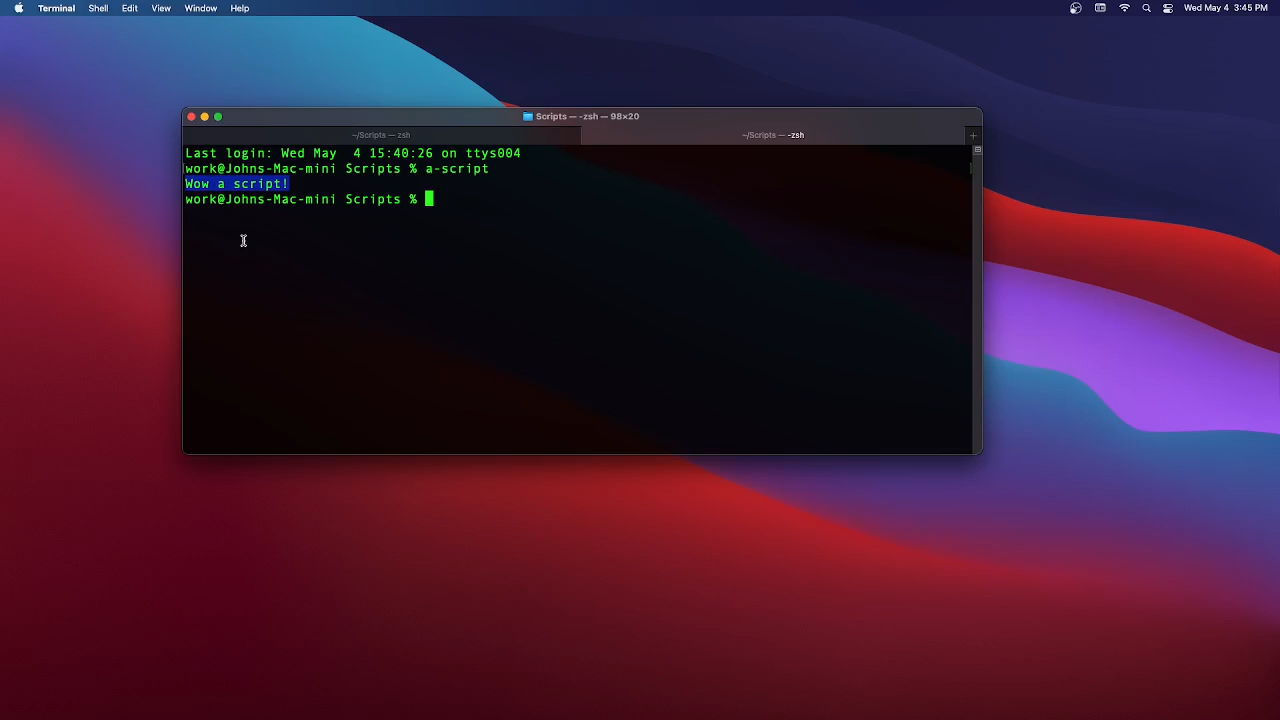 Terminal Shell Edit View Window Help Wed May 4 3:45 PM
Scripts — -zsh — 98×20
~/Scripts — zsh ~/Scripts — -zsh +
Last login: Wed May  4 15:40:26 on ttys004
work@Johns-Mac-mini Scripts % a-script
Wow a script!
work@Johns-Mac-mini Scripts %